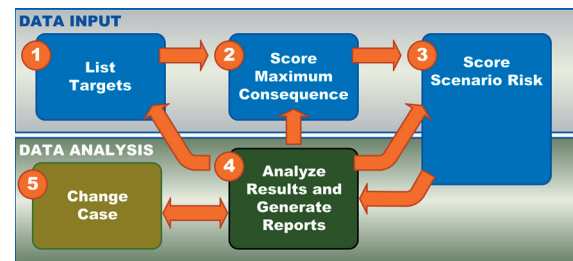 DATA INPUT
1
List
Targets
2
Score
Maximum
Consequence
3
Score
Scenario Risk
DATA ANALYSIS
4
Analyze
Results and
Generate
Reports
5
Change
Case